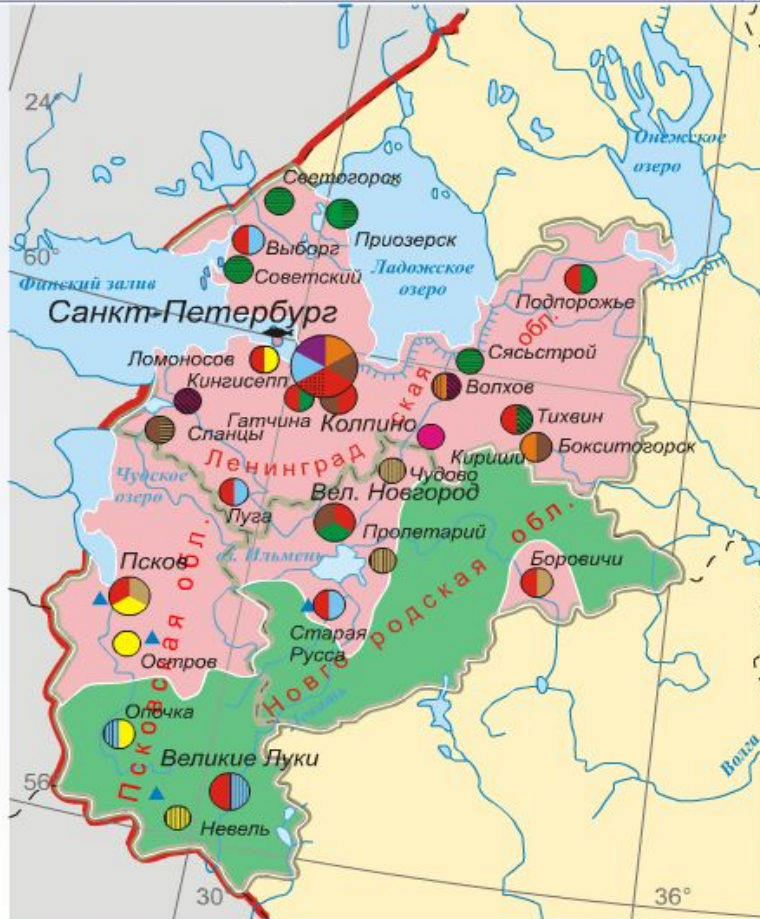 24°
Онежское
озеро
Светогорск
Приозерск
60°
Выборг
Финский залив
Советский
Ладожское
озеро
Подпорожье
Санкт-Петербург
обл.
Ломоносов
Сясьстрой
Кингисепп
ская
Волхов
Гатчина
Колпино
Тихвин
Сланцы
Ленинград
Кириши
Бокситогорск
Чудское
озеро
Чудово
Луга
Вел. Новгород
Пролетарий
оз. Ильмень
обл.
Псков
Боровичи
Старая
Русса
Остров
Новгородская обл.
Опочка
Псковская обл.
Великие Луки
56°
Невель
Волга
30
36°